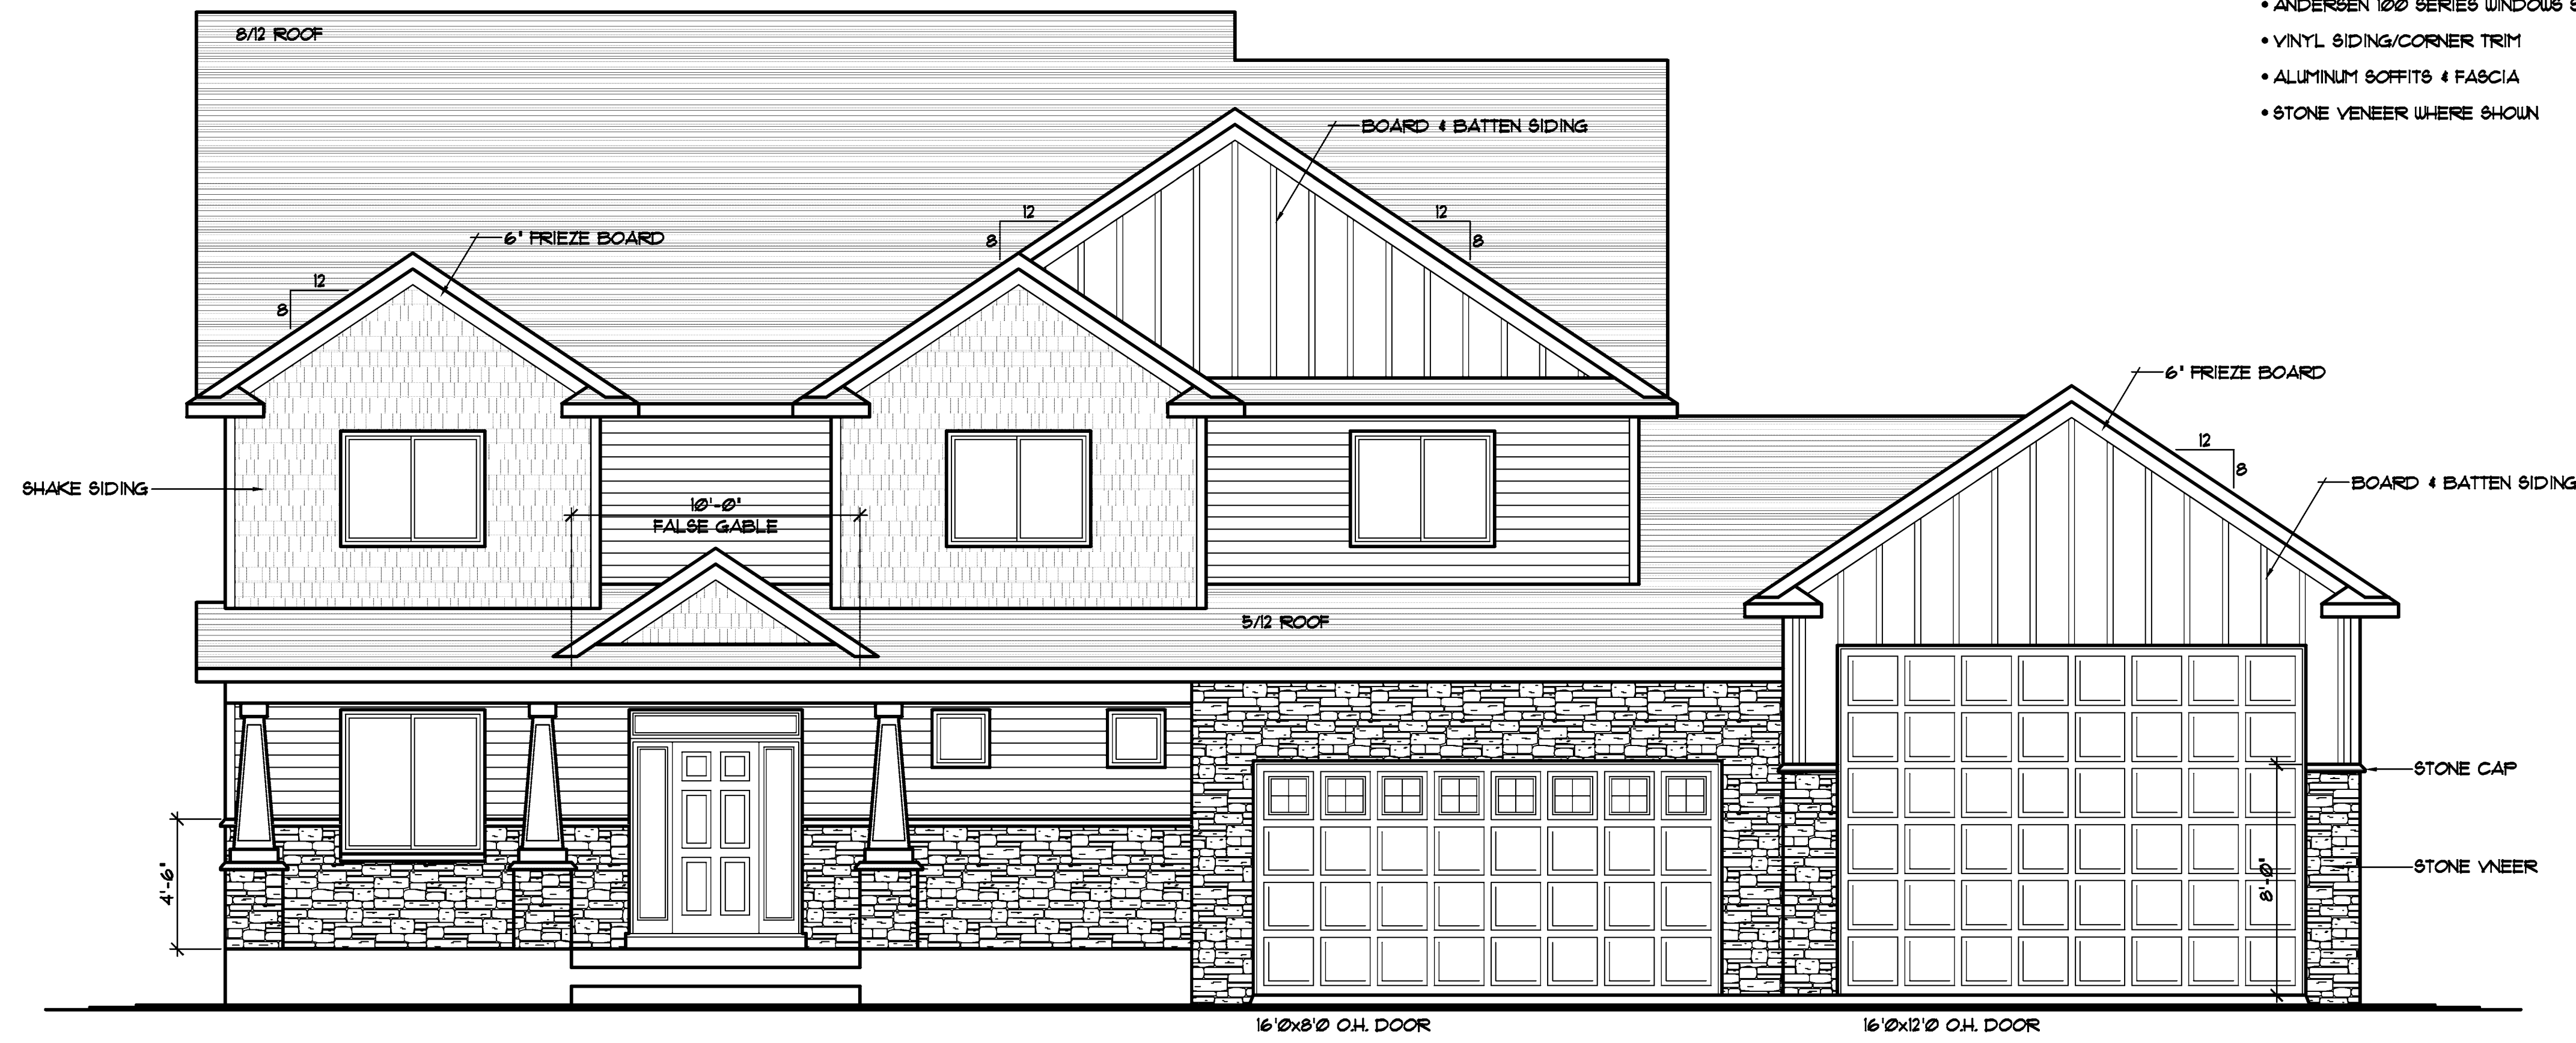 • ANDERSEN 100 SERIES WINDOWS
8/12 ROOF
• VINYL SIDING/CORNER TRIM
• ALUMINUM SOFFITS & FASCIA
• STONE VENEER WHERE SHOWN
BOARD & BATTEN SIDING
12
8
12
8
6" FRIEZE BOARD
12
8
6" FRIEZE BOARD
12
8
BOARD & BATTEN SIDING
SHAKE SIDING
10'-0"
FALSE GABLE
5/12 ROOF
STONE CAP
4'-6"
8'-0"
STONE VNEER
16'0x8'0 O.H. DOOR
16'0x12'0 O.H. DOOR